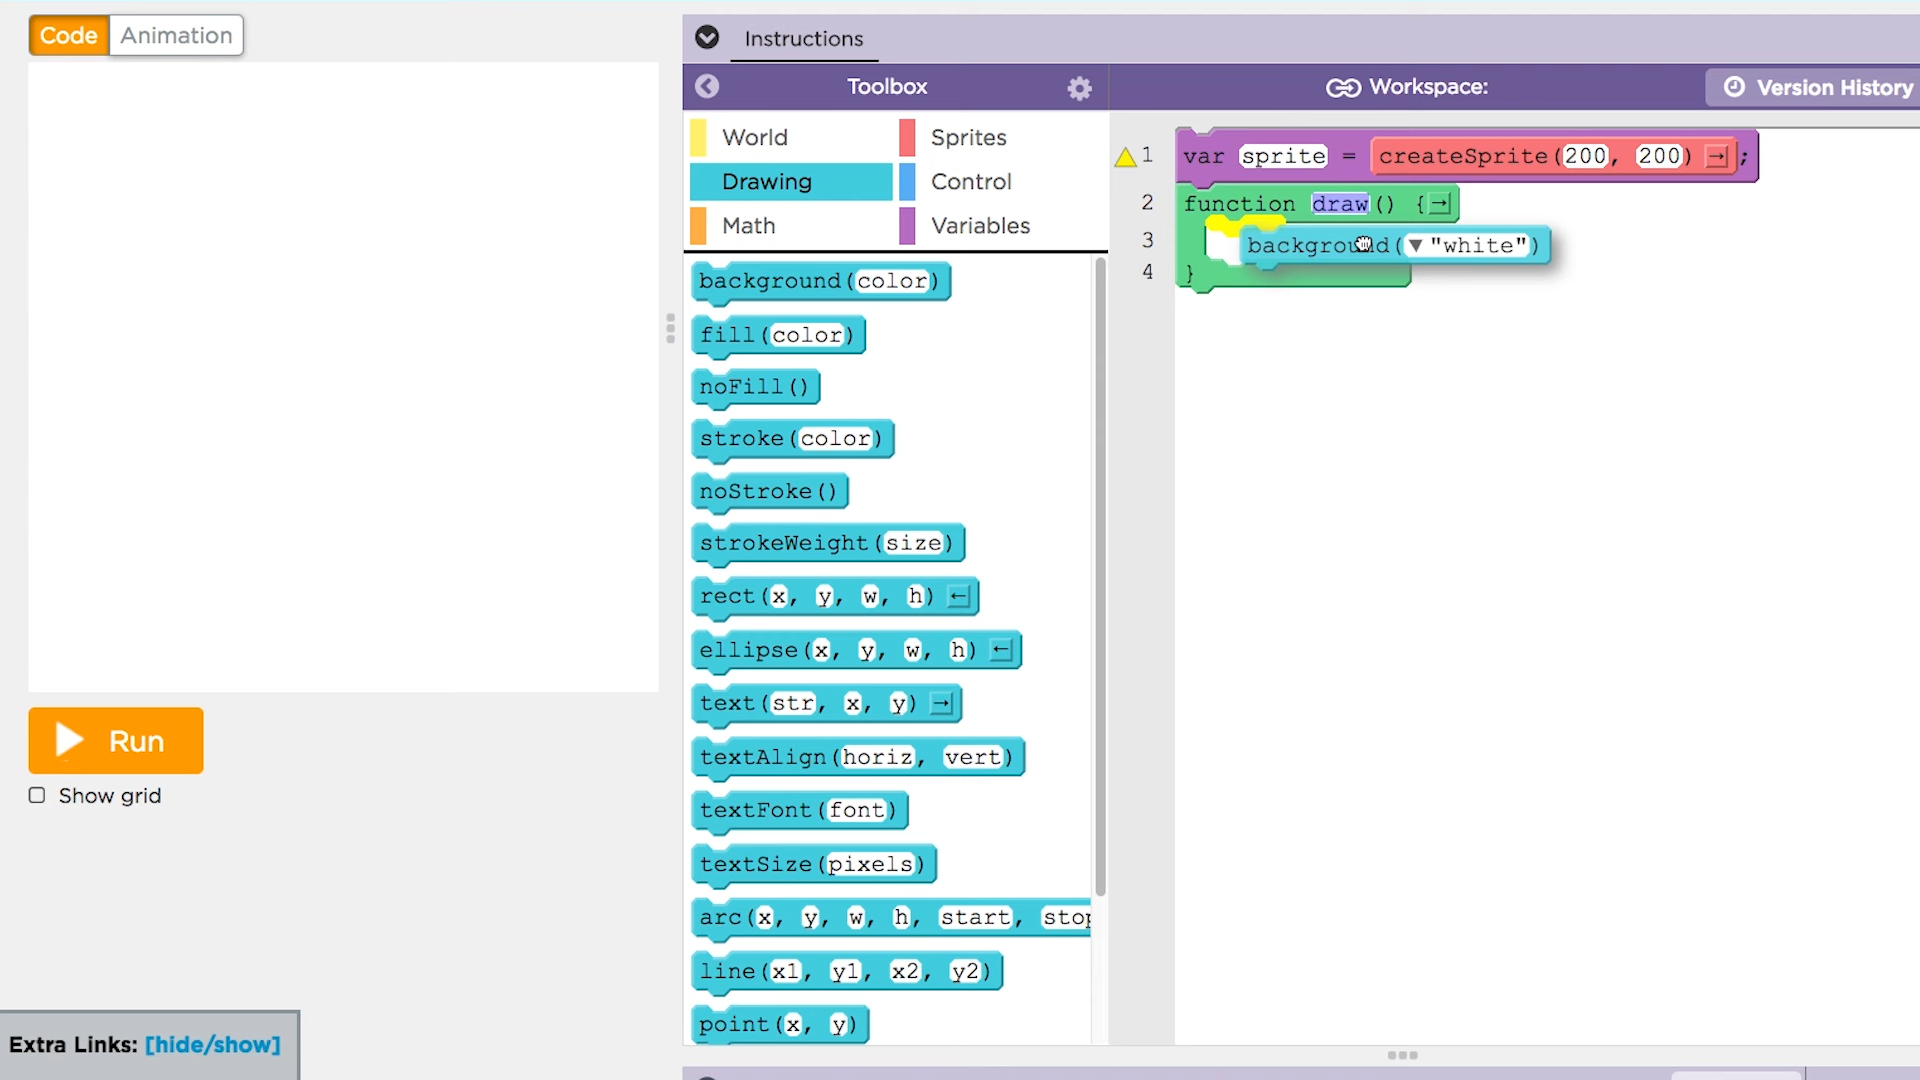 Code Animation
Instructions
Toolbox
Workspace:
Version History
World
Sprites
Drawing
Control
Math
Variables
background(color)
fill(color)
noFill()
stroke(color)
noStroke()
strokeWeight(size)
rect(x, y, w, h) ←
ellipse(x, y, w, h) ←
text(str, x, y) →
textAlign(horiz, vert)
textFont(font)
textSize(pixels)
arc(x, y, w, h, start, stop
line(x1, y1, x2, y2)
point(x, y)
1 var sprite = createSprite(200, 200) → ;
2 function draw() { →
3 background( ▼ "white")
4 }
Run
Show grid
Extra Links: [hide/show]